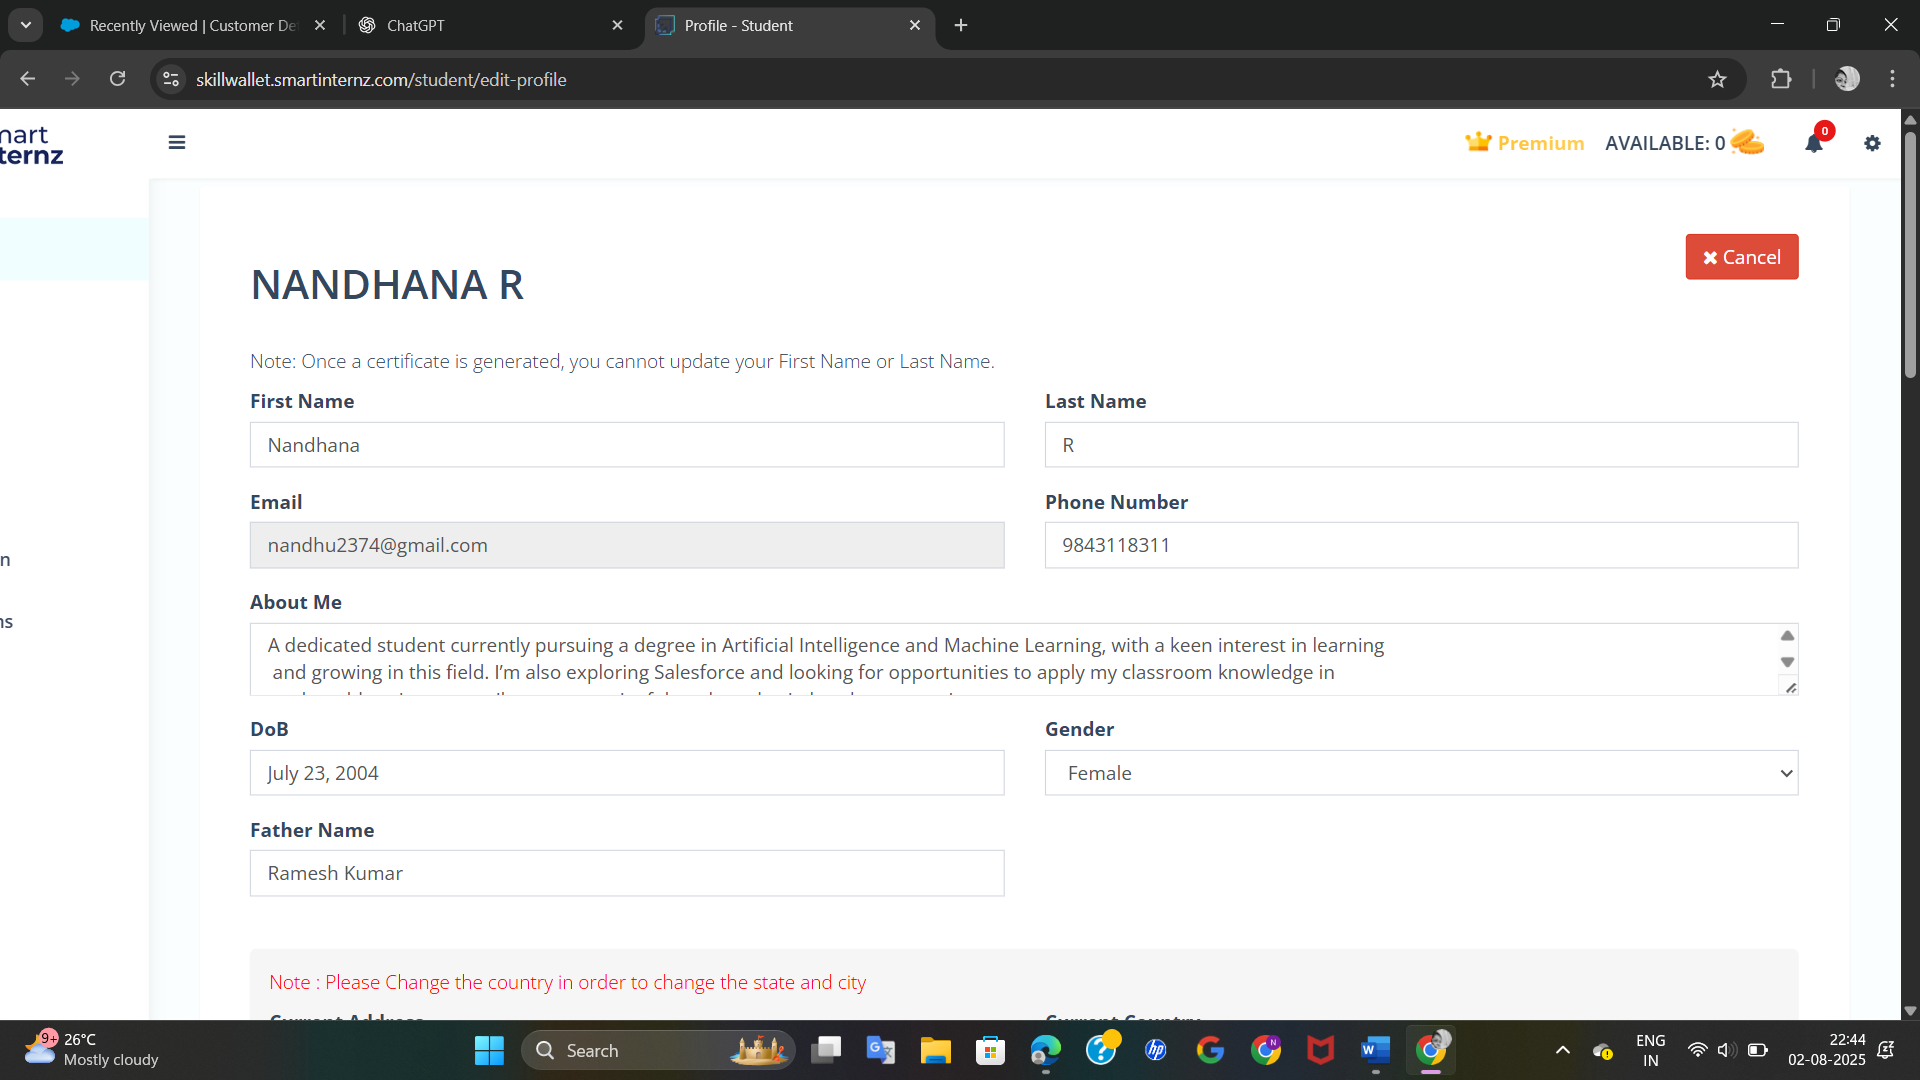 Recently Viewed | Customer De
ChatGPT
Profile - Student
skillwallet.smartinternz.com/student/edit-profile
mart
ternz
Premium
AVAILABLE: 0
0
Cancel
NANDHANA R
Note: Once a certificate is generated, you cannot update your First Name or Last Name.
First Name
Last Name
Nandhana
R
Email
Phone Number
nandhu2374@gmail.com
9843118311
n
About Me
ns
A dedicated student currently pursuing a degree in Artificial Intelligence and Machine Learning, with a keen interest in learning
and growing in this field. I’m also exploring Salesforce and looking for opportunities to apply my classroom knowledge in
DoB
Gender
July 23, 2004
Female
Father Name
Ramesh Kumar
Note : Please Change the country in order to change the state and city
Current Address
Current Country
9+
26°C
Mostly cloudy
Search
ENG
IN
22:44
02-08-2025